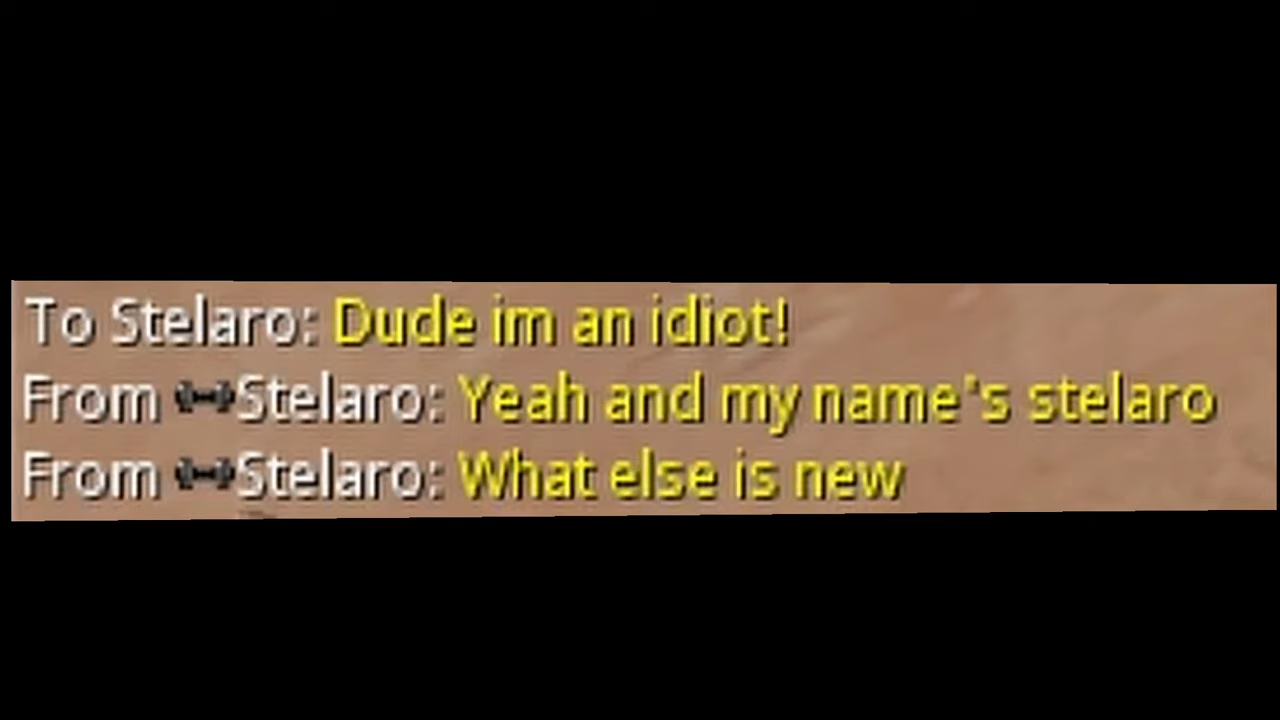 To Stelaro: Dude im an idiot!
From Stelaro: Yeah and my name's stelaro
From Stelaro: What else is new